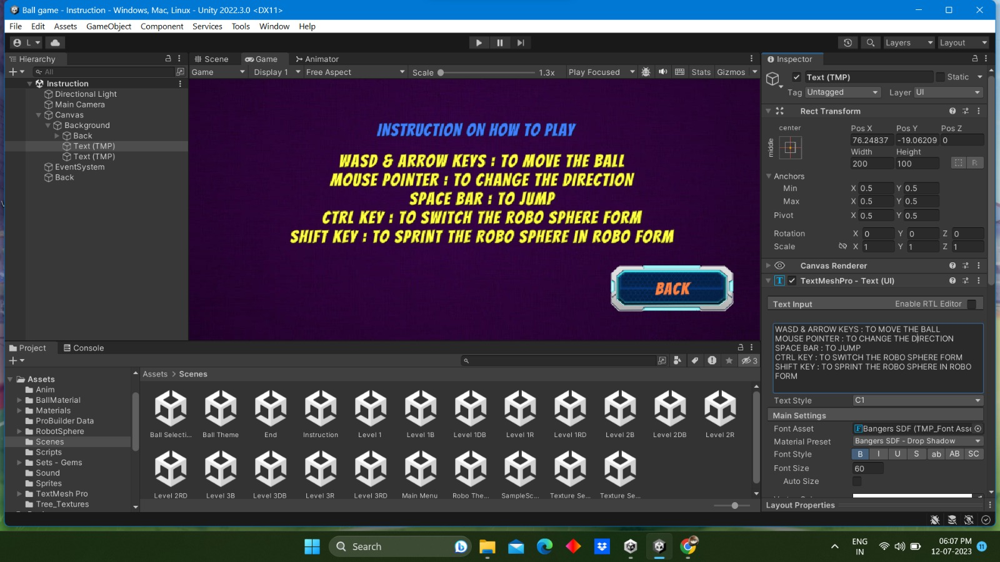 Ball game - Instruction - Windows, Mac, Linux - Unity 2022.3.0 <DX11>
File Edit Assets GameObject Component Services Tools Window Help
L
Layers Layout
Hierarchy
All
Instruction
Directional Light
Main Camera
Canvas
Background
Back
Text (TMP)
Text (TMP)
EventSystem
Back
Scene Game Animator
Game Display 1 Free Aspect Scale 1.3x Play Focused Stats Gizmos
INSTRUCTION ON HOW TO PLAY
WASD & ARROW KEYS : TO MOVE THE BALL
MOUSE POINTER : TO CHANGE THE DIRECTION
SPACE BAR : TO JUMP
CTRL KEY : TO SWITCH THE ROBO SPHERE FORM
SHIFT KEY : TO SPRINT THE ROBO SPHERE IN ROBO FORM
BACK
Inspector
Text (TMP) Static
Tag Untagged Layer UI
Rect Transform
center
middle
Pos X Pos Y Pos Z
76.24837 -19.06209 0
Width Height
200 100 R
Anchors
Min X 0.5 Y 0.5
Max X 0.5 Y 0.5
Pivot X 0.5 Y 0.5
Rotation X 0 Y 0 Z 0
Scale X 1 Y 1 Z 1
Canvas Renderer
TextMeshPro - Text (UI)
Text Input Enable RTL Editor
WASD & ARROW KEYS : TO MOVE THE BALL
MOUSE POINTER : TO CHANGE THE DIRECTION
SPACE BAR : TO JUMP
CTRL KEY : TO SWITCH THE ROBO SPHERE FORM
SHIFT KEY : TO SPRINT THE ROBO SPHERE IN ROBO
FORM
Text Style C1
Main Settings
Font Asset Bangers SDF (TMP_Font Asse
Material Preset Bangers SDF - Drop Shadow
Font Style B I U S ab AB SC
Font Size 60
Auto Size
Layout Properties
Project Console
3
Assets
Anim
BallMaterial
Materials
ProBuilder Data
RobotSphere
Scenes
Scripts
Sets - Gems
Sound
Sprites
TextMesh Pro
Tree_Textures
Assets > Scenes
Ball Selecti... Ball Theme End Instruction Level 1 Level 1B Level 1DB Level 1R Level 1RD Level 2B Level 2DB Level 2R
Level 2RD Level 3B Level 3DB Level 3R Level 3RD Main Menu Robo The... SampleSc... Texture Se... Texture Se...
Search
ENG
IN
06:07 PM
12-07-2023
11